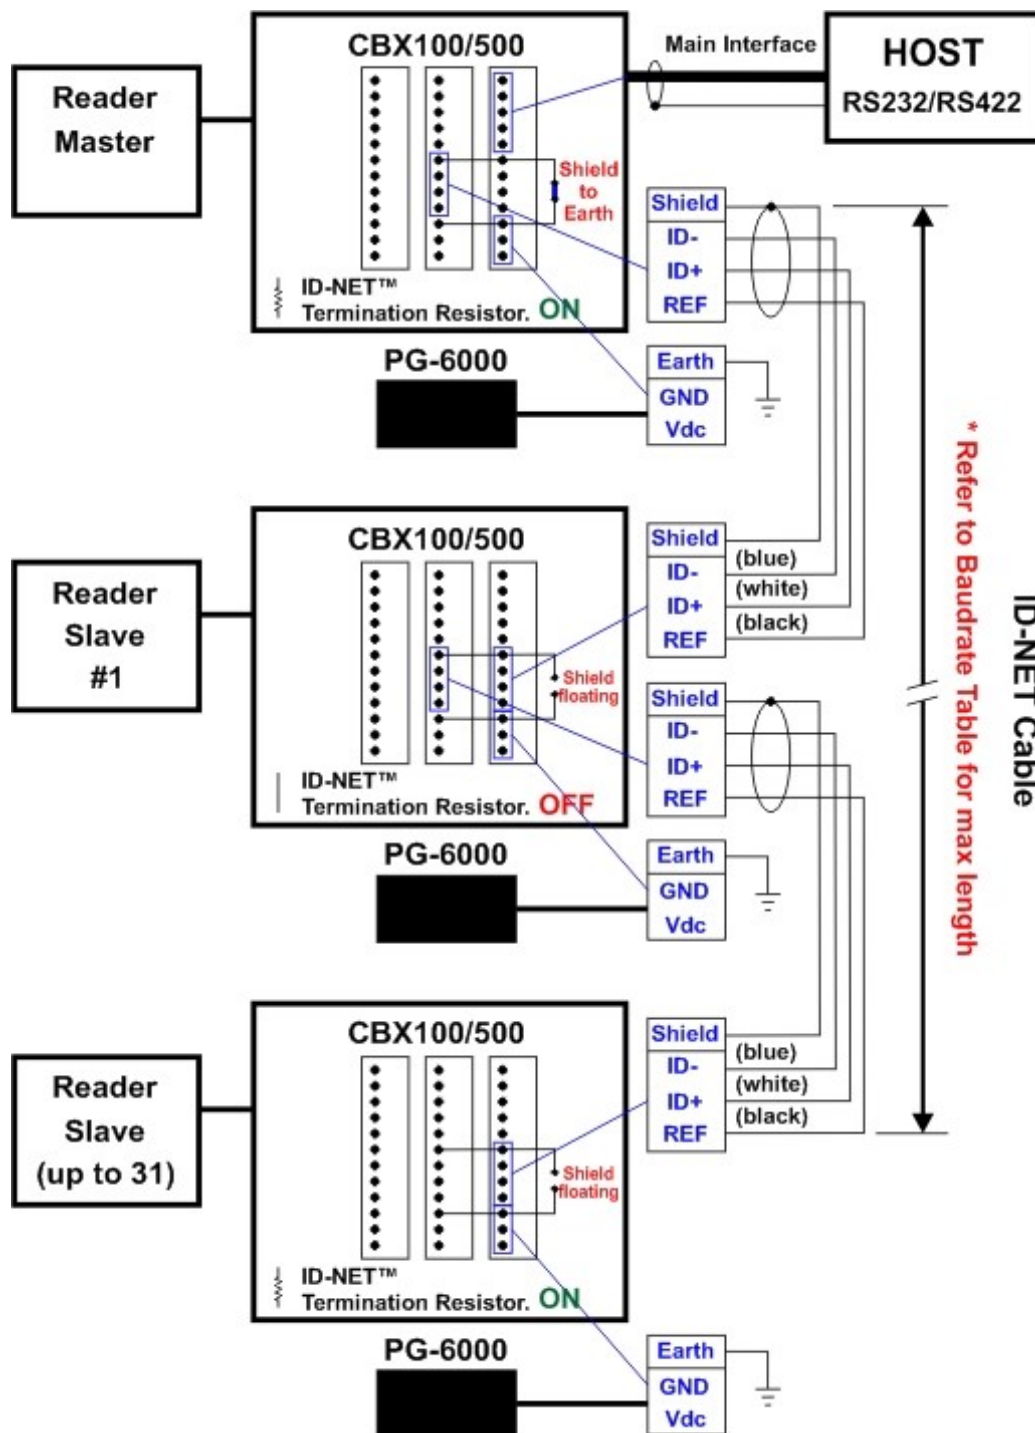 CBX100/500
Main Interface
HOST
RS232/RS422
Reader
Master
Shield
to
Earth
Shield
ID-
ID+
REF
ID-NET™
Termination Resistor. ON
PG-6000
Earth
GND
Vdc
CBX100/500
Reader
Slave
#1
Shield
floating
Shield
ID-
ID+
REF
(blue)
(white)
(black)
Shield
ID-
ID+
REF
ID-NET™
Termination Resistor. OFF
PG-6000
Earth
GND
Vdc
* Refer to Baudrate Table for max length
ID-NET Cable
CBX100/500
Reader
Slave
(up to 31)
Shield
floating
Shield
ID-
ID+
REF
(blue)
(white)
(black)
ID-NET™
Termination Resistor. ON
PG-6000
Earth
GND
Vdc